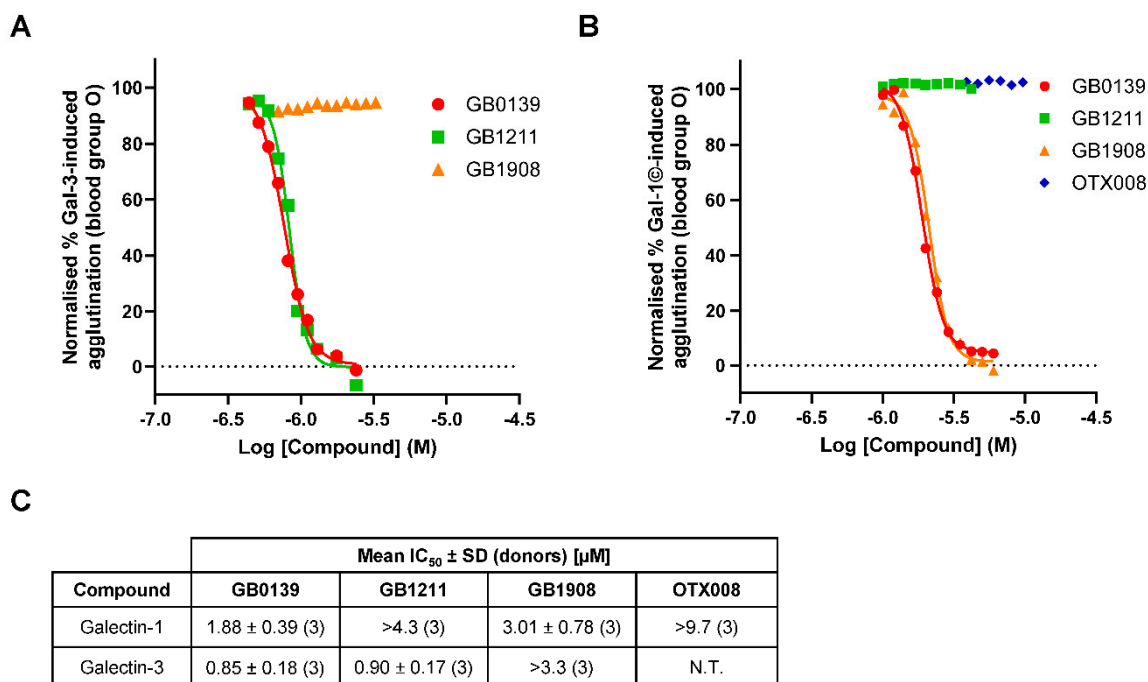 A
Normalised % Gal-3-induced
agglutination (blood group O)
100
80
60
40
20
0
-7.0
-6.5
-6.0
-5.5
-5.0
-4.5
Log [Compound] (M)
GB0139
GB1211
GB1908
B
Normalised % Gal-1©-induced
agglutination (blood group O)
100
80
60
40
20
0
-7.0
-6.5
-6.0
-5.5
-5.0
-4.5
Log [Compound] (M)
GB0139
GB1211
GB1908
OTX008
C
Mean IC50 ± SD (donors) [µM]
Compound GB0139 GB1211 GB1908 OTX008
Galectin-1 1.88 ± 0.39 (3) >4.3 (3) 3.01 ± 0.78 (3) >9.7 (3)
Galectin-3 0.85 ± 0.18 (3) 0.90 ± 0.17 (3) >3.3 (3) N.T.